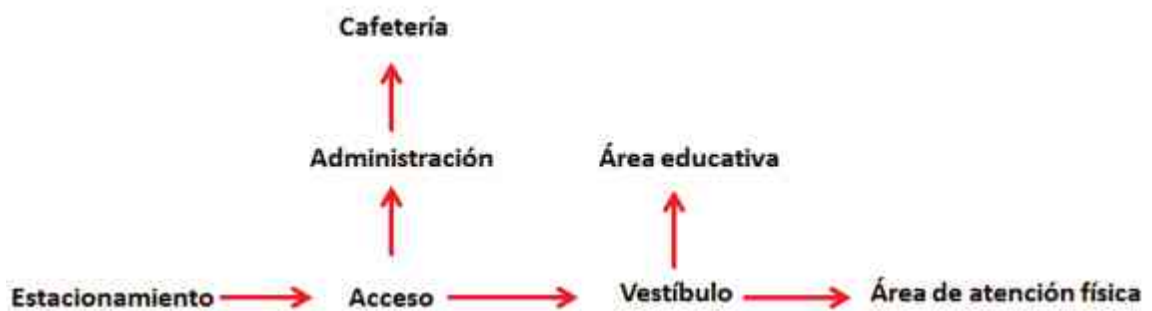 Cafetería
Administración
Área educativa
Estacionamiento
Acceso
Vestíbulo
Área de atención física